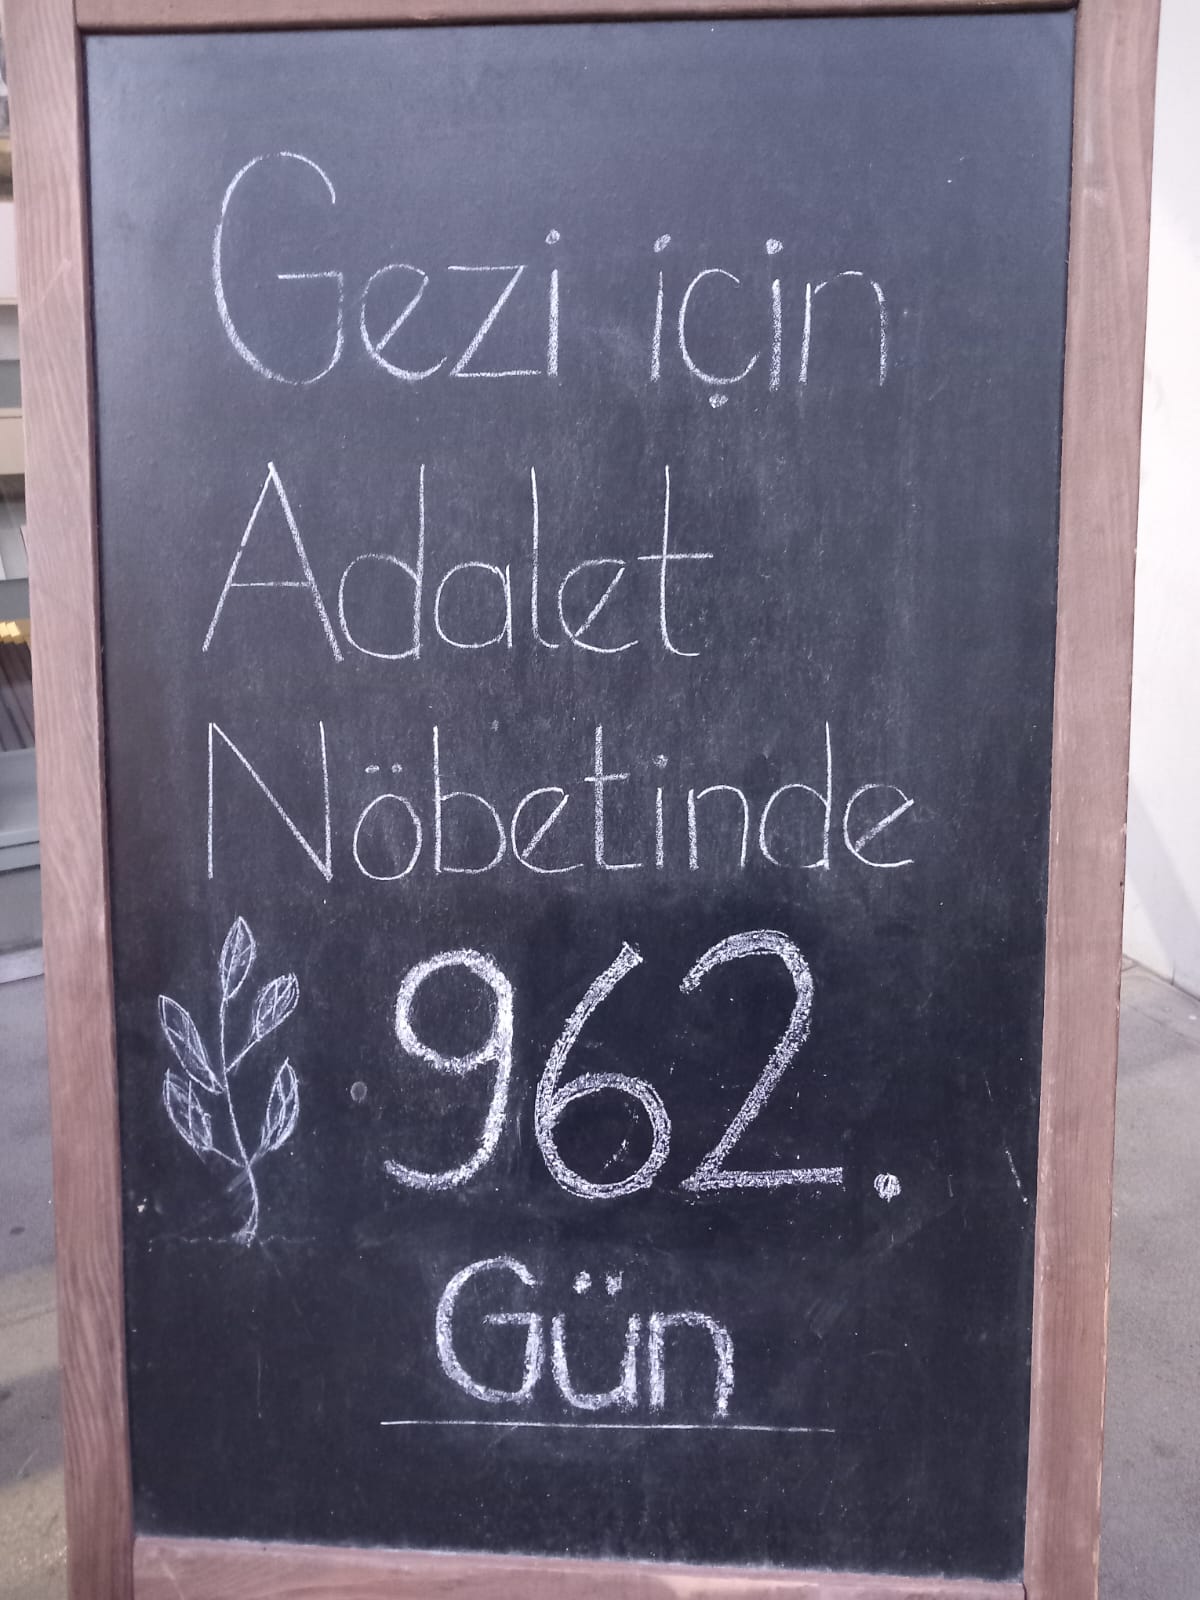 Gezi için
Adalet
Nöbetinde
962.
Gün